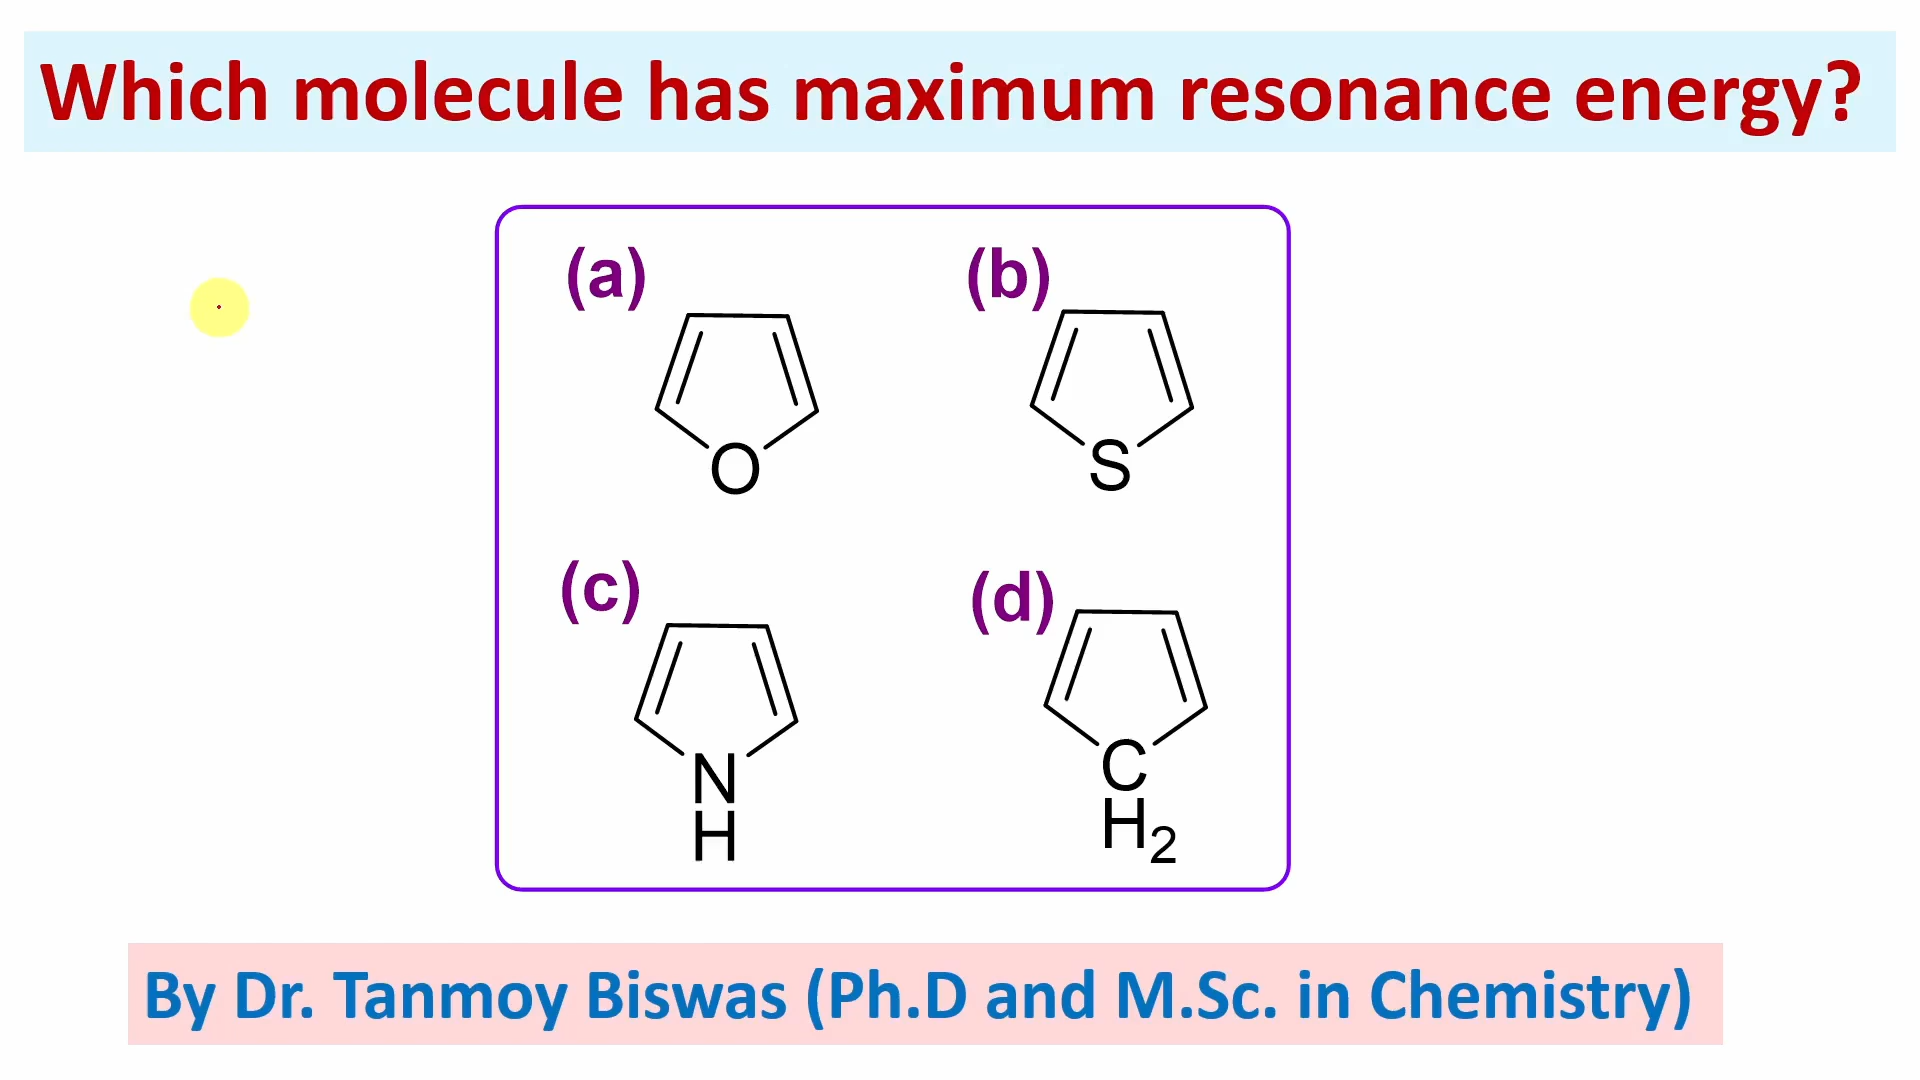 Which molecule has maximum resonance energy?
(a)
(b)
O
S
(c)
(d)
N
H
C
H2
By Dr. Tanmoy Biswas (Ph.D and M.Sc. in Chemistry)